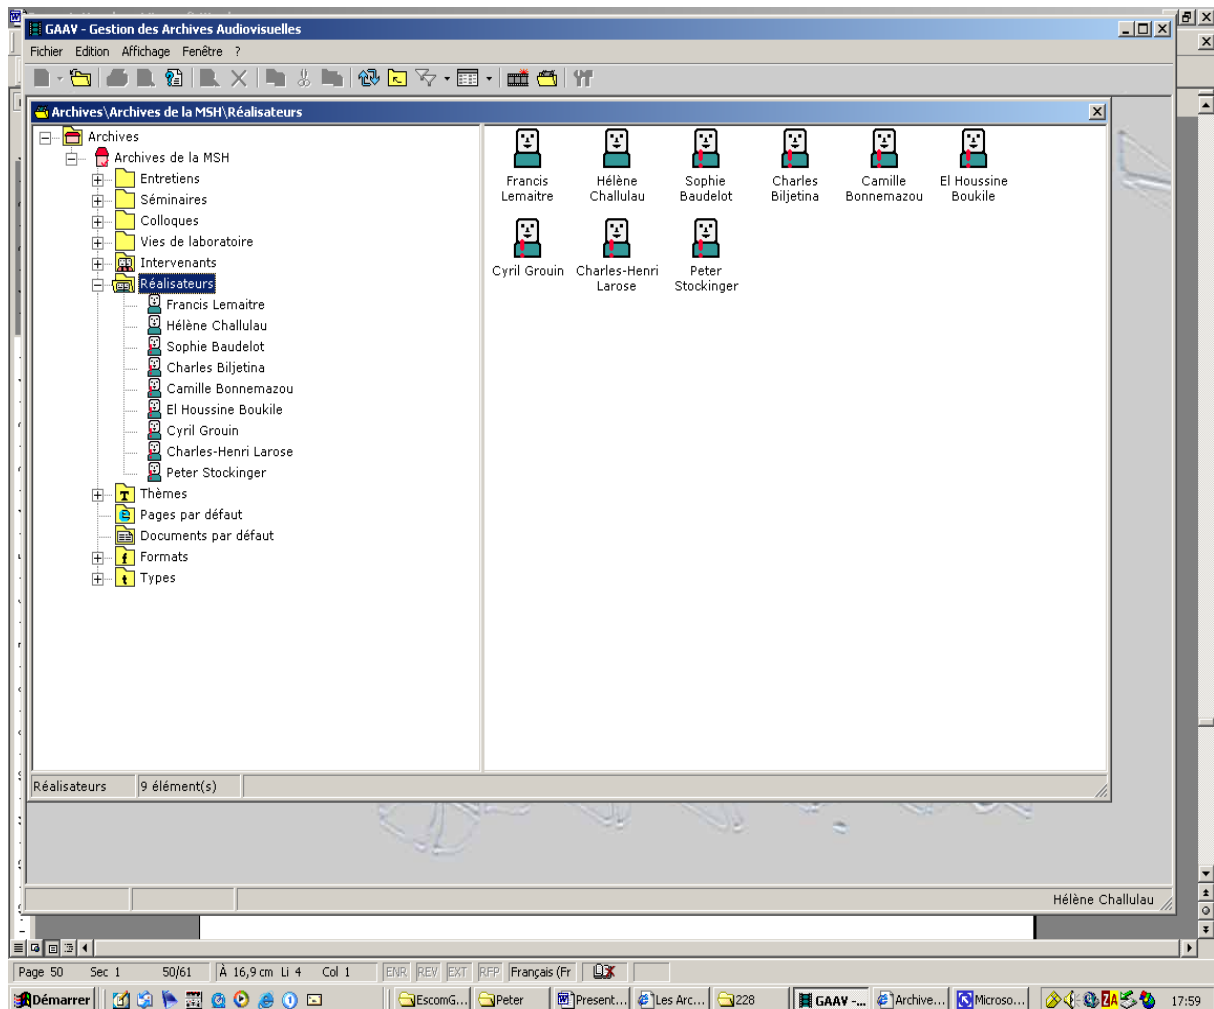 GAAV - Gestion des Archives Audiovisuelles
Fichier Edition Affichage Fenêtre ?
Archives\Archives de la MSH\Réalisateurs
Archives
Archives de la MSH
Entretiens
Séminaires
Colloques
Vies de laboratoire
Intervenants
Réalisateurs
Francis Lemaitre
Hélène Challulau
Sophie Baudelot
Charles Biljetina
Camille Bonnemazou
El Houssine Boukile
Cyril Grouin
Charles-Henri Larose
Peter Stockinger
Thèmes
Pages par défaut
Documents par défaut
Formats
Types
Francis Lemaitre
Hélène Challulau
Sophie Baudelot
Charles Biljetina
Camille Bonnemazou
El Houssine Boukile
Cyril Grouin
Charles-Henri Larose
Peter Stockinger
Réalisateurs 9 élément(s)
Hélène Challulau
Page 50 Sec 1 50/61 À 16,9 cm Li 4 Col 1 ENR REV EXT RFP Français (Fr
Démarrer EscomG... Peter Present... Les Arc... 228 GAAV -... Archive... Microso... 17:59